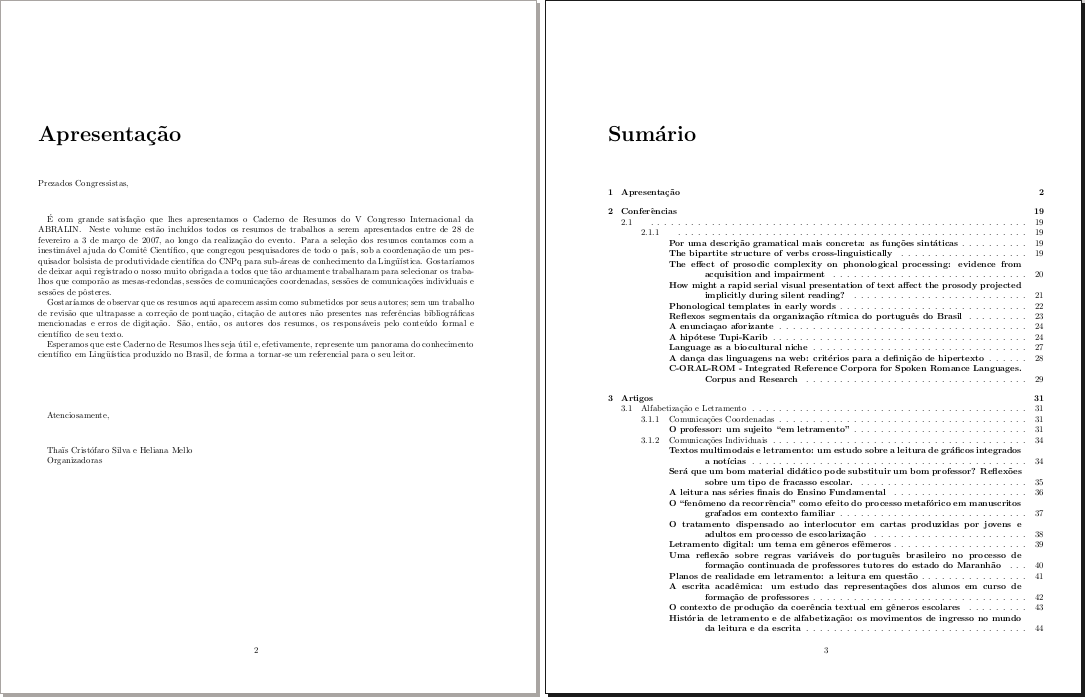 Apresentação
Prezados Congressistas,
É com grande satisfação que lhes apresentamos o Caderno de Resumos do V Congresso Internacional da
ABRALIN. Neste volume estão incluídos todos os resumos de trabalhos a serem apresentados entre de 28 de
fevereiro a 3 de março de 2007, ao longo da realização do evento. Para a seleção dos resumos contamos com a
inestimável ajuda do Comitê Científico, que congregou pesquisadores de todo o país, sob a coordenação de um pes-
quisador bolsista de produtividade científica do CNPq para sub-áreas de conhecimento da Lingüística. Gostaríamos
de deixar aqui registrado o nosso muito obrigada a todos que tão arduamente trabalharam para selecionar os traba-
lhos que comporão as mesas-redondas, sessões de comunicações coordenadas, sessões de comunicações individuais e
sessões de pôsteres.
Gostaríamos de observar que os resumos aqui aparecem assim como submetidos por seus autores; sem um trabalho
de revisão que ultrapasse a correção de pontuação, citação de autores não presentes nas referências bibliográficas
mencionadas e erros de digitação. São, então, os autores dos resumos, os responsáveis pelo conteúdo formal e
científico de seu texto.
Esperamos que este Caderno de Resumos lhes seja útil e, efetivamente, represente um panorama do conhecimento
científico em Lingüística produzido no Brasil, de forma a tornar-se um referencial para o seu leitor.
Atenciosamente,
Thaïs Cristófaro Silva e Heliana Mello
Organizadoras
2
Sumário
1 Apresentação 2
2 Conferências 19
2.1 . . . . . . . . . . 19
2.1.1 . . . . . . . . . . 19
Por uma descrição gramatical mais concreta: as funções sintáticas . . . . . . . . 19
The bipartite structure of verbs cross-linguistically . . . . . . . . . . 19
The effect of prosodic complexity on phonological processing: evidence from
acquisition and impairment . . . . . . . . . . 20
How might a rapid serial visual presentation of text affect the prosody projected
implicitly during silent reading? . . . . . . . . . . 21
Phonological templates in early words . . . . . . . . . . 22
Reflexos segmentais da organização rítmica do português do Brasil . . . . . . . . 23
A enunciaçao aforizante . . . . . . . . . . 24
A hipótese Tupi-Karib . . . . . . . . . . 24
Language as a biocultural niche . . . . . . . . . . 27
A dança das linguagens na web: critérios para a definição de hipertexto . . . . . . 28
C-ORAL-ROM - Integrated Reference Corpora for Spoken Romance Languages.
Corpus and Research . . . . . . . . . . 29
3 Artigos 31
3.1 Alfabetização e Letramento . . . . . . . . . . 31
3.1.1 Comunicações Coordenadas . . . . . . . . . . 31
O professor: um sujeito “em letramento” . . . . . . . . . . 31
3.1.2 Comunicações Individuais . . . . . . . . . . 34
Textos multimodais e letramento: um estudo sobre a leitura de gráficos integrados
a notícias . . . . . . . . . . 34
Será que um bom material didático pode substituir um bom professor? Reflexões
sobre um tipo de fracasso escolar. . . . . . . . . . . 35
A leitura nas séries finais do Ensino Fundamental . . . . . . . . . . 36
O “fenômeno da recorrência” como efeito do processo metafórico em manuscritos
grafados em contexto familiar . . . . . . . . . . 37
O tratamento dispensado ao interlocutor em cartas produzidas por jovens e
adultos em processo de escolarização . . . . . . . . . . 38
Letramento digital: um tema em gêneros efêmeros . . . . . . . . . . 39
Uma reflexão sobre regras variáveis do português brasileiro no processo de
formação continuada de professores tutores do estado do Maranhão . . . 40
Planos de realidade em letramento: a leitura em questão . . . . . . . . . . 41
A escrita acadêmica: um estudo das representações dos alunos em curso de
formação de professores . . . . . . . . . . 42
O contexto de produção da coerência textual em gêneros escolares . . . . . . . . 43
História de letramento e de alfabetização: os movimentos de ingresso no mundo
da leitura e da escrita . . . . . . . . . . 44
3